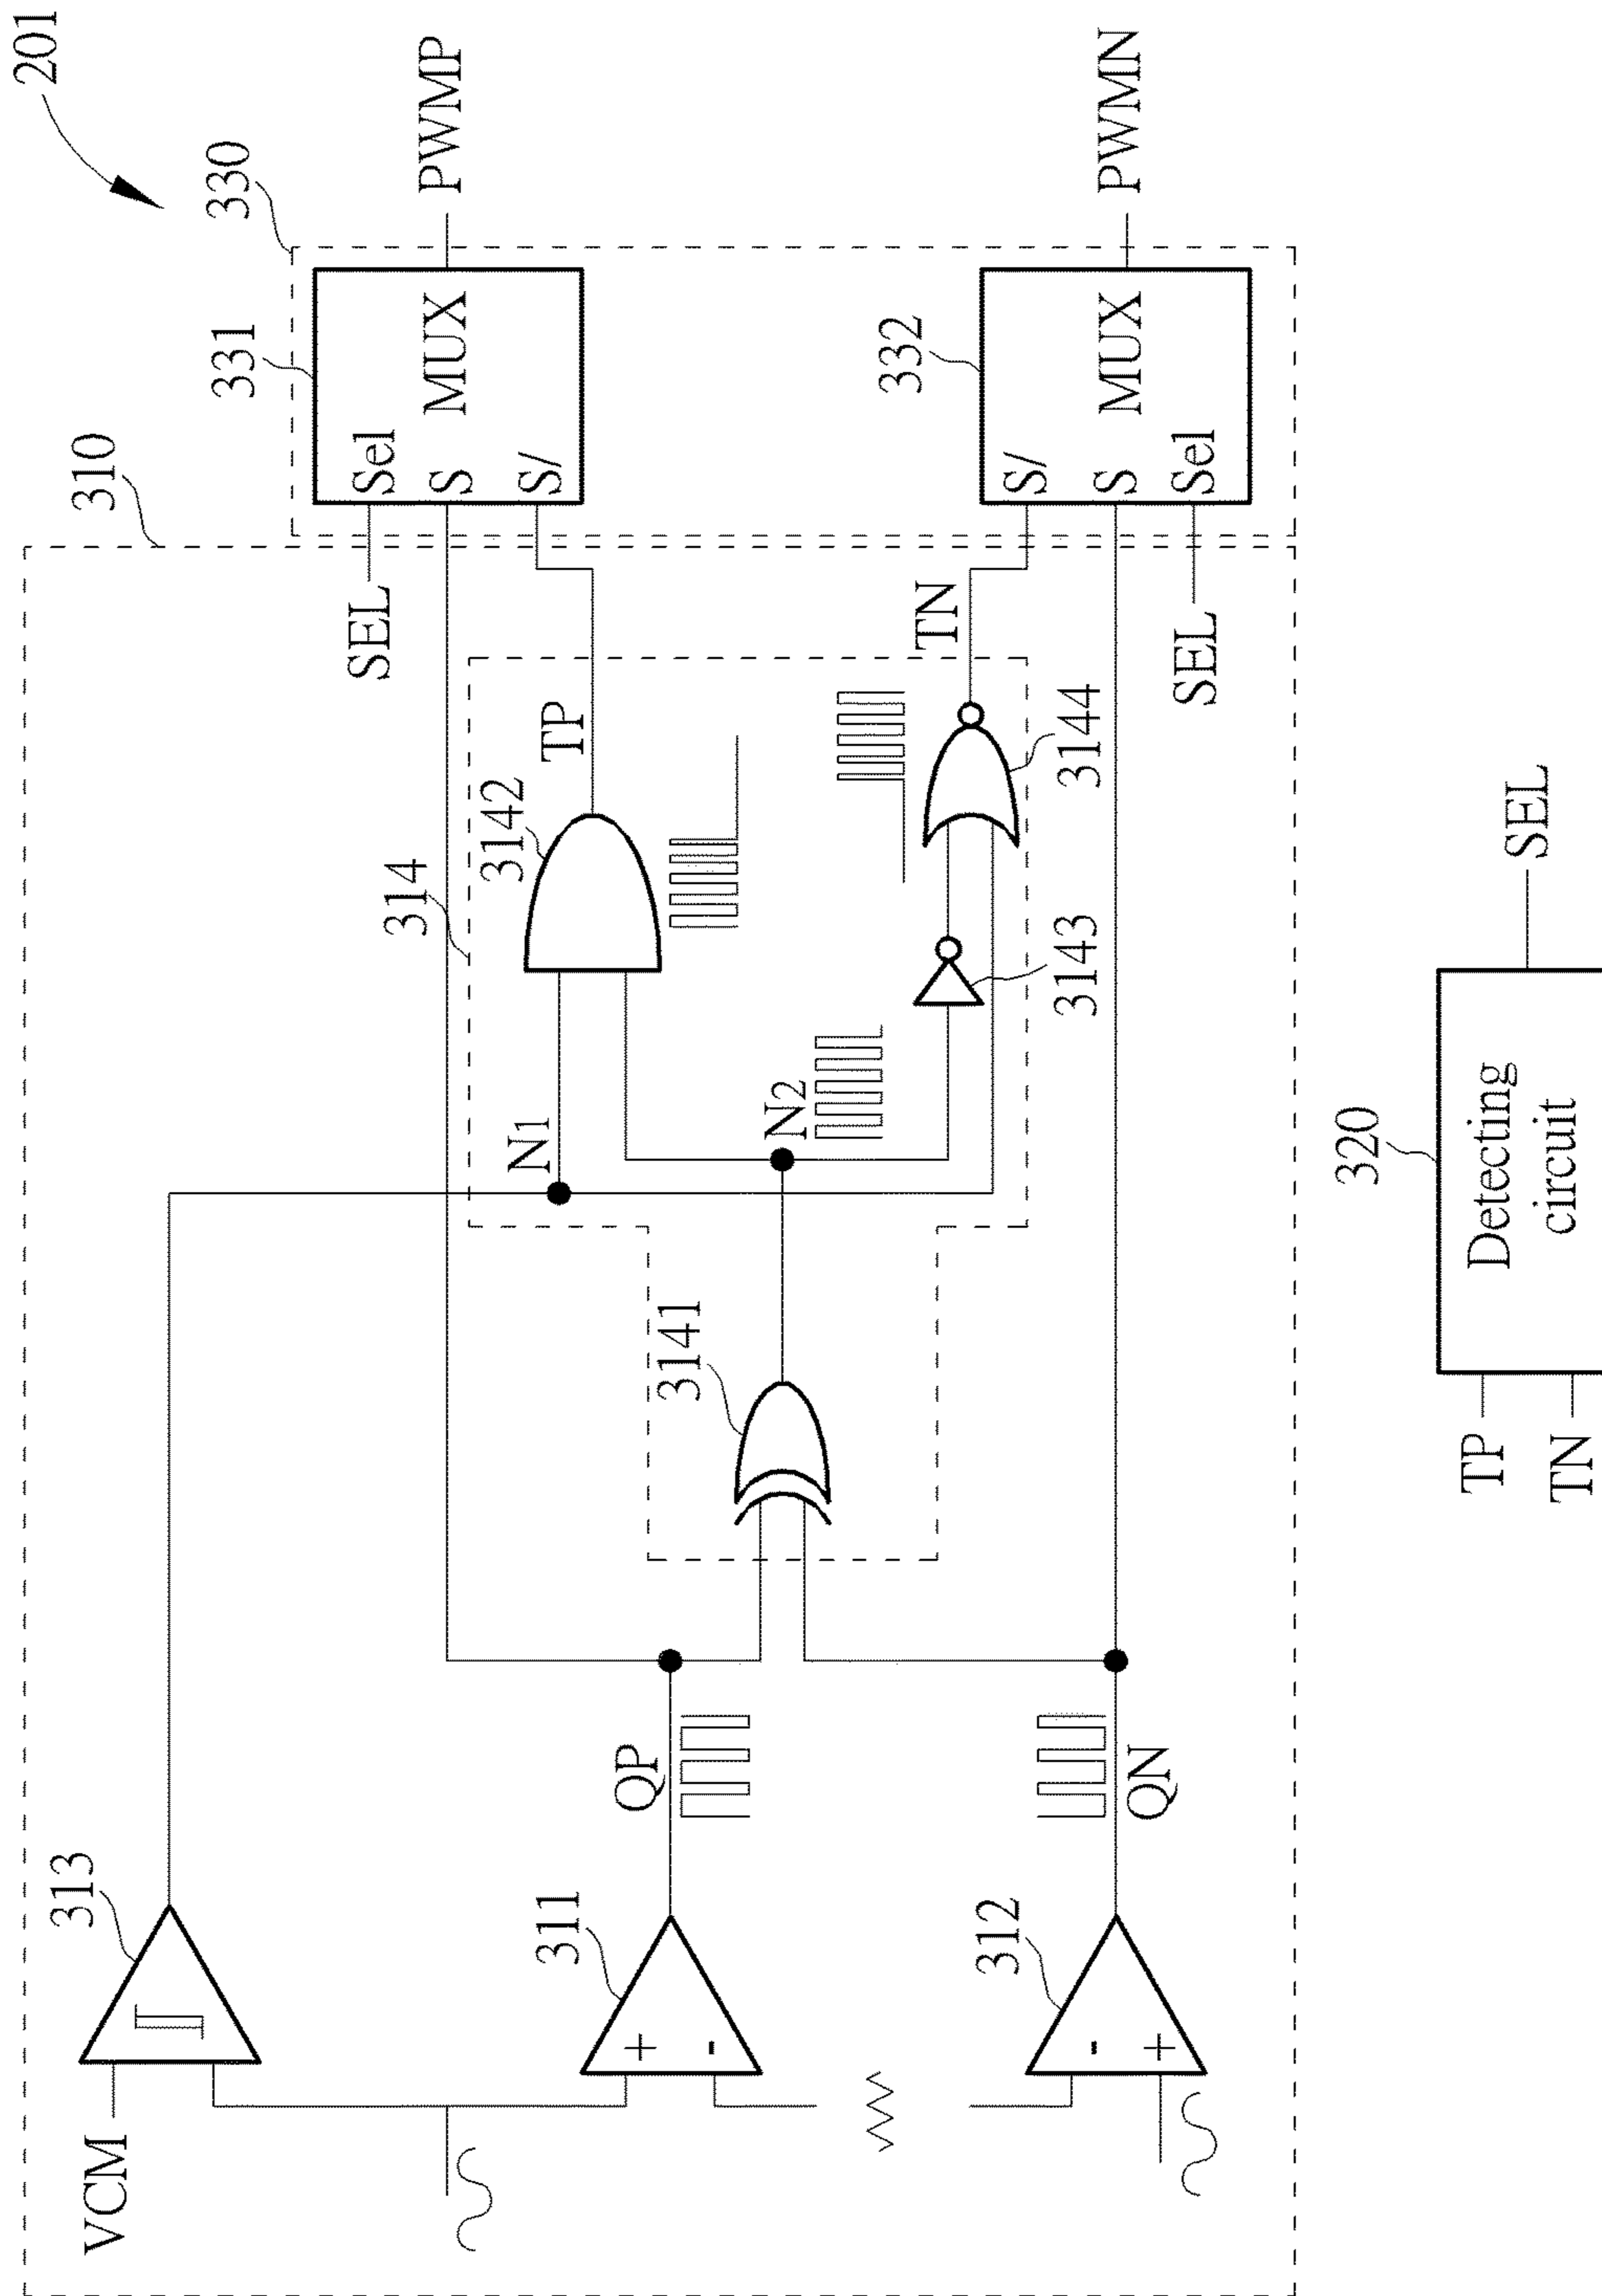 201
310
330
313
VCM
SEL
331
Sel
S
S/
MUX
PWMP
314
3142
TP
N1
311
+
-
QP
3141
N2
3143
3144
TN
312
-
+
QN
332
S/
S
Sel
MUX
PWMN
SEL
320
TP
TN
Detecting
circuit
SEL